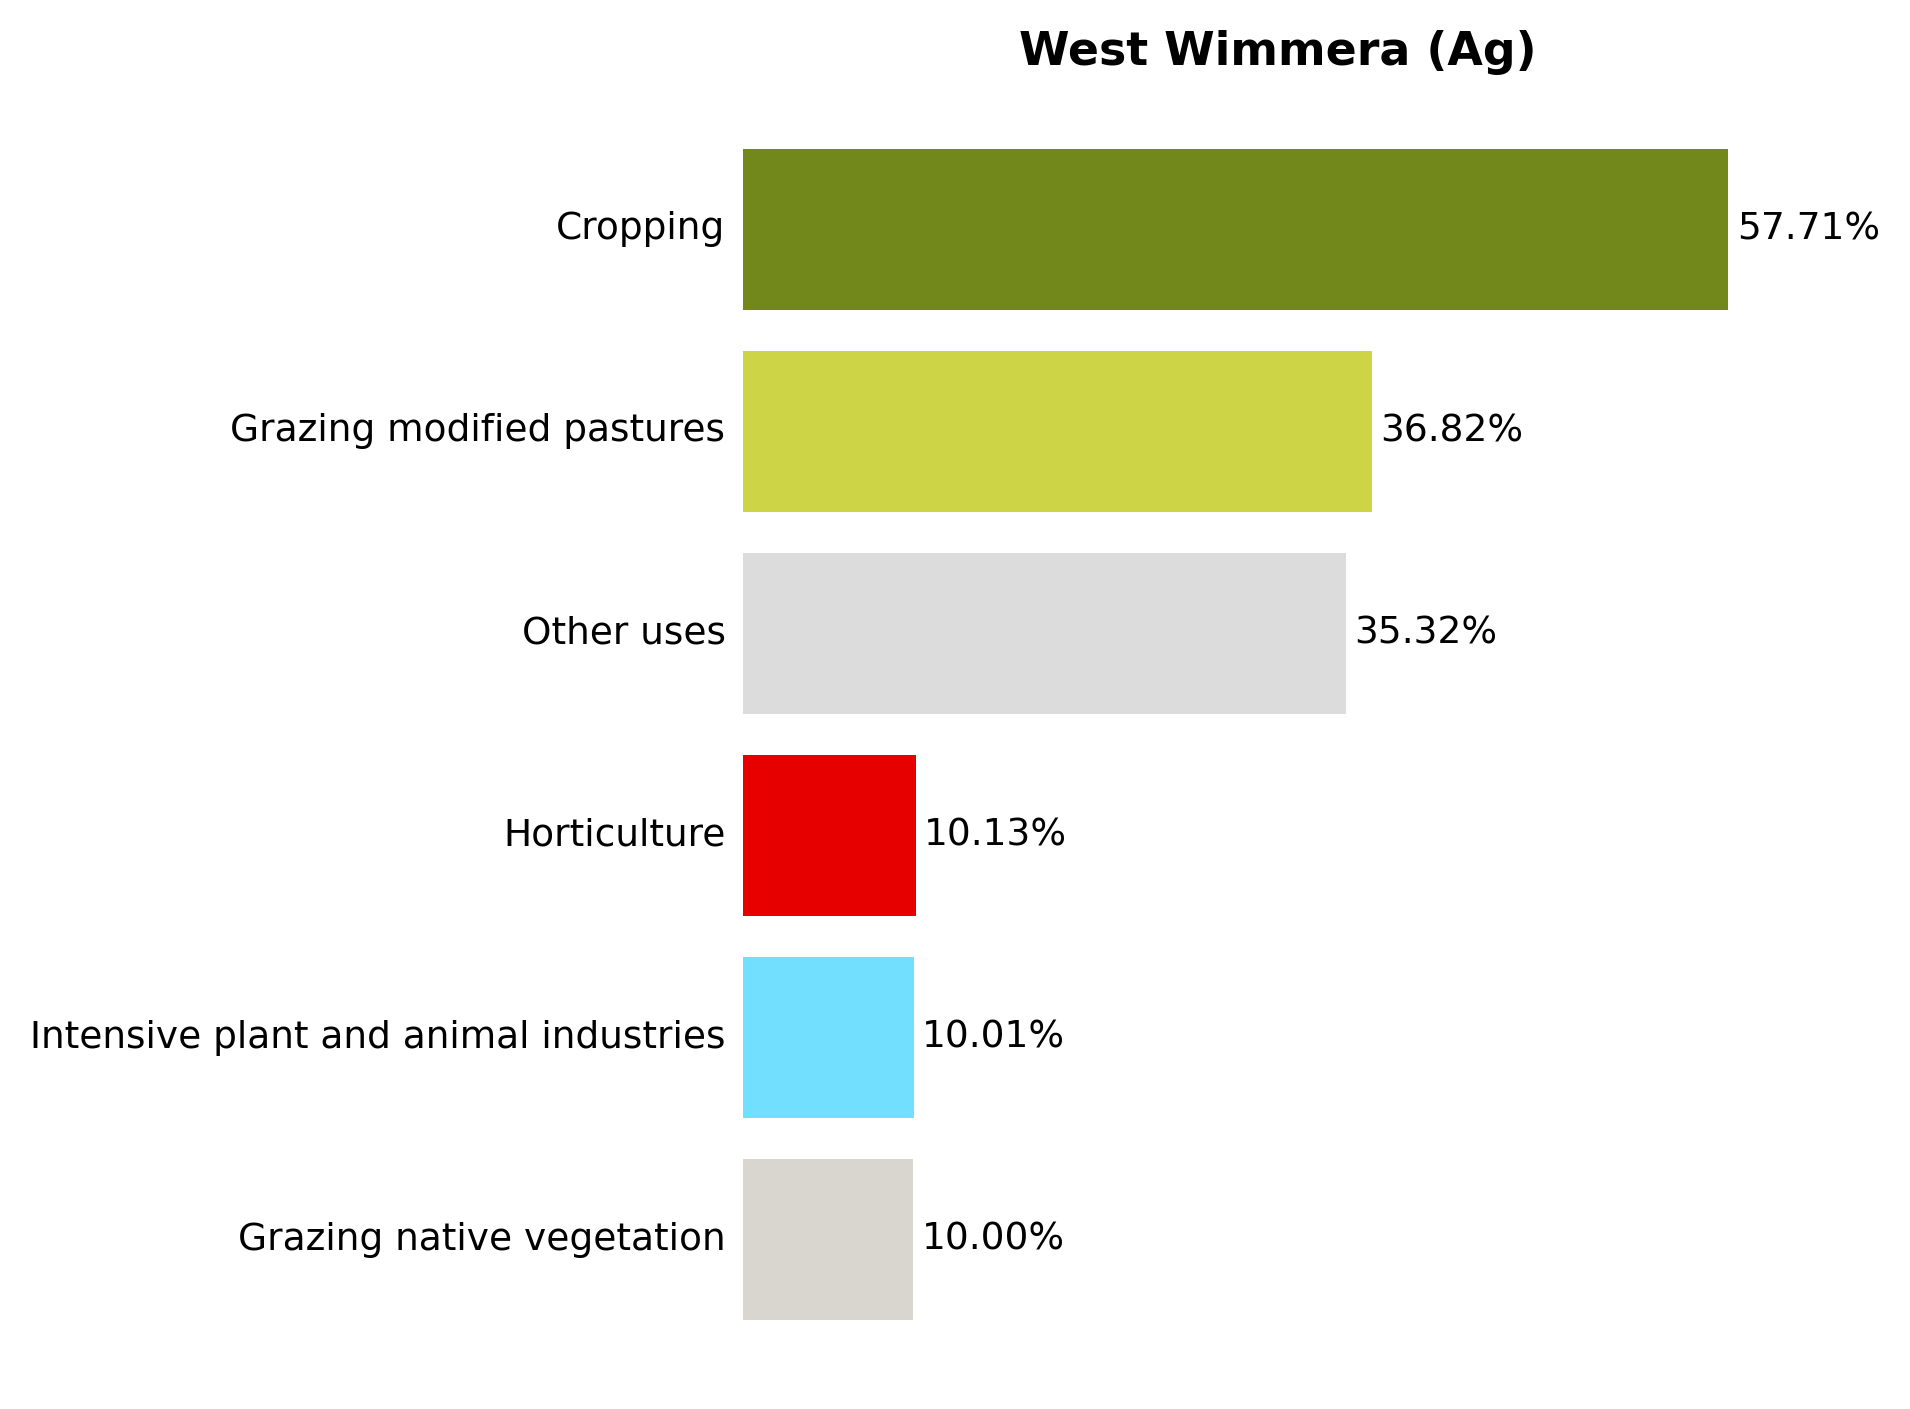 West Wimmera (Ag)
Cropping 57.71%
Grazing modified pastures 36.82%
Other uses 35.32%
Horticulture 10.13%
Intensive plant and animal industries 10.01%
Grazing native vegetation 10.00%